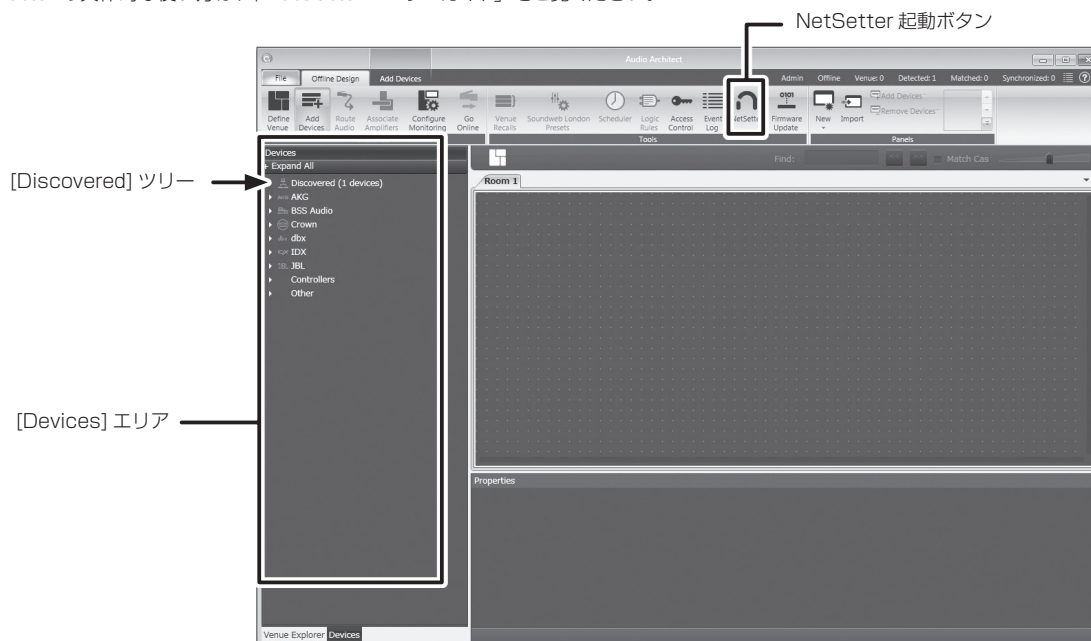 NetSetter 起動ボタン
Audio Architect
File Offline Design Add Devices Admin Offline Venue: 0 Detected: 1 Matched: 0 Synchronized: 0
Define Venue
Add Devices
Route Audio
Associate Amplifiers
Configure Monitoring
Go Online
Venue Recalls
Soundweb London Presets
Scheduler
Logic Rules
Access Control
Event Log
NetSette
Firmware Update
New
Import
Add Devices
Remove Devices
Tools
Panels
Devices
+ Expand All
Find:
Match Cas
[Discovered] ツリー
Discovered (1 devices)
Room 1
AKG
BSS Audio
Crown
dbx
IDX
JBL
Controllers
Other
[Devices] エリア
Properties
Venue Explorer Devices